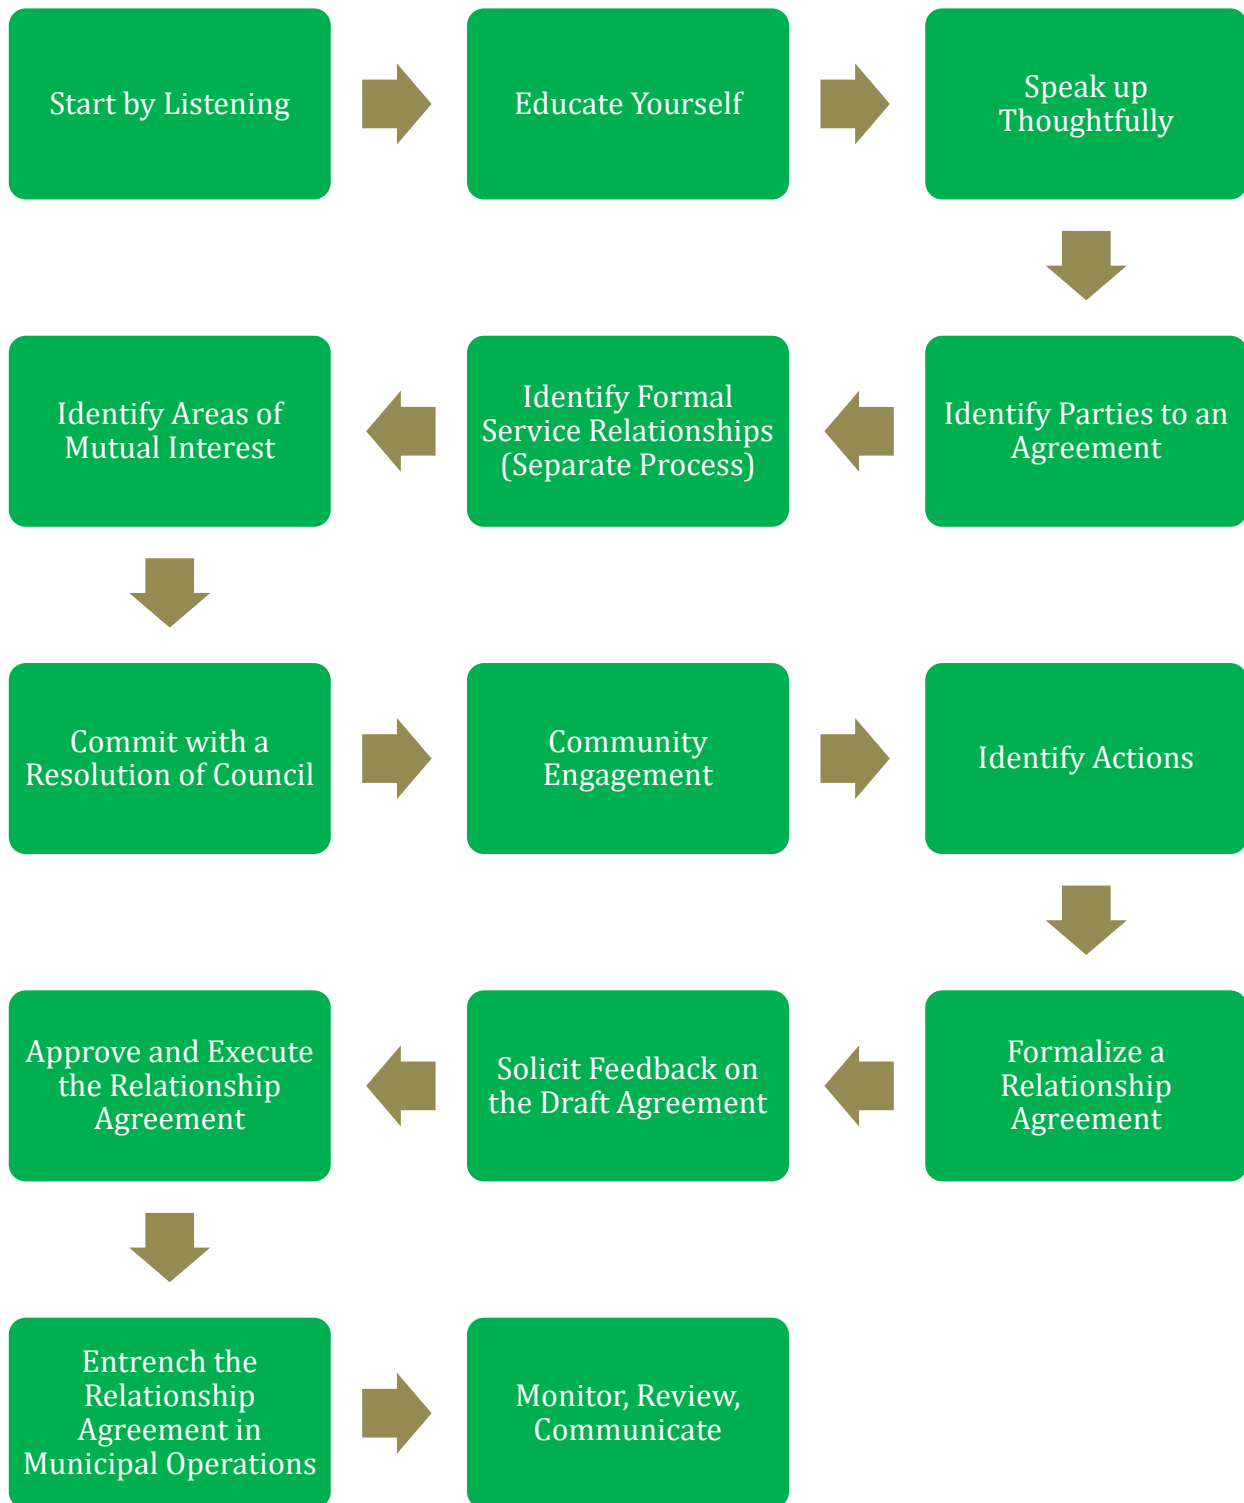 Start by Listening
Educate Yourself
Speak up
Thoughtfully
Identify Parties to an
Agreement
Identify Formal
Service Relationships
(Separate Process)
Identify Areas of
Mutual Interest
Commit with a
Resolution of Council
Community
Engagement
Identify Actions
Formalize a
Relationship
Agreement
Solicit Feedback on
the Draft Agreement
Approve and Execute
the Relationship
Agreement
Entrench the
Relationship
Agreement in
Municipal Operations
Monitor, Review,
Communicate